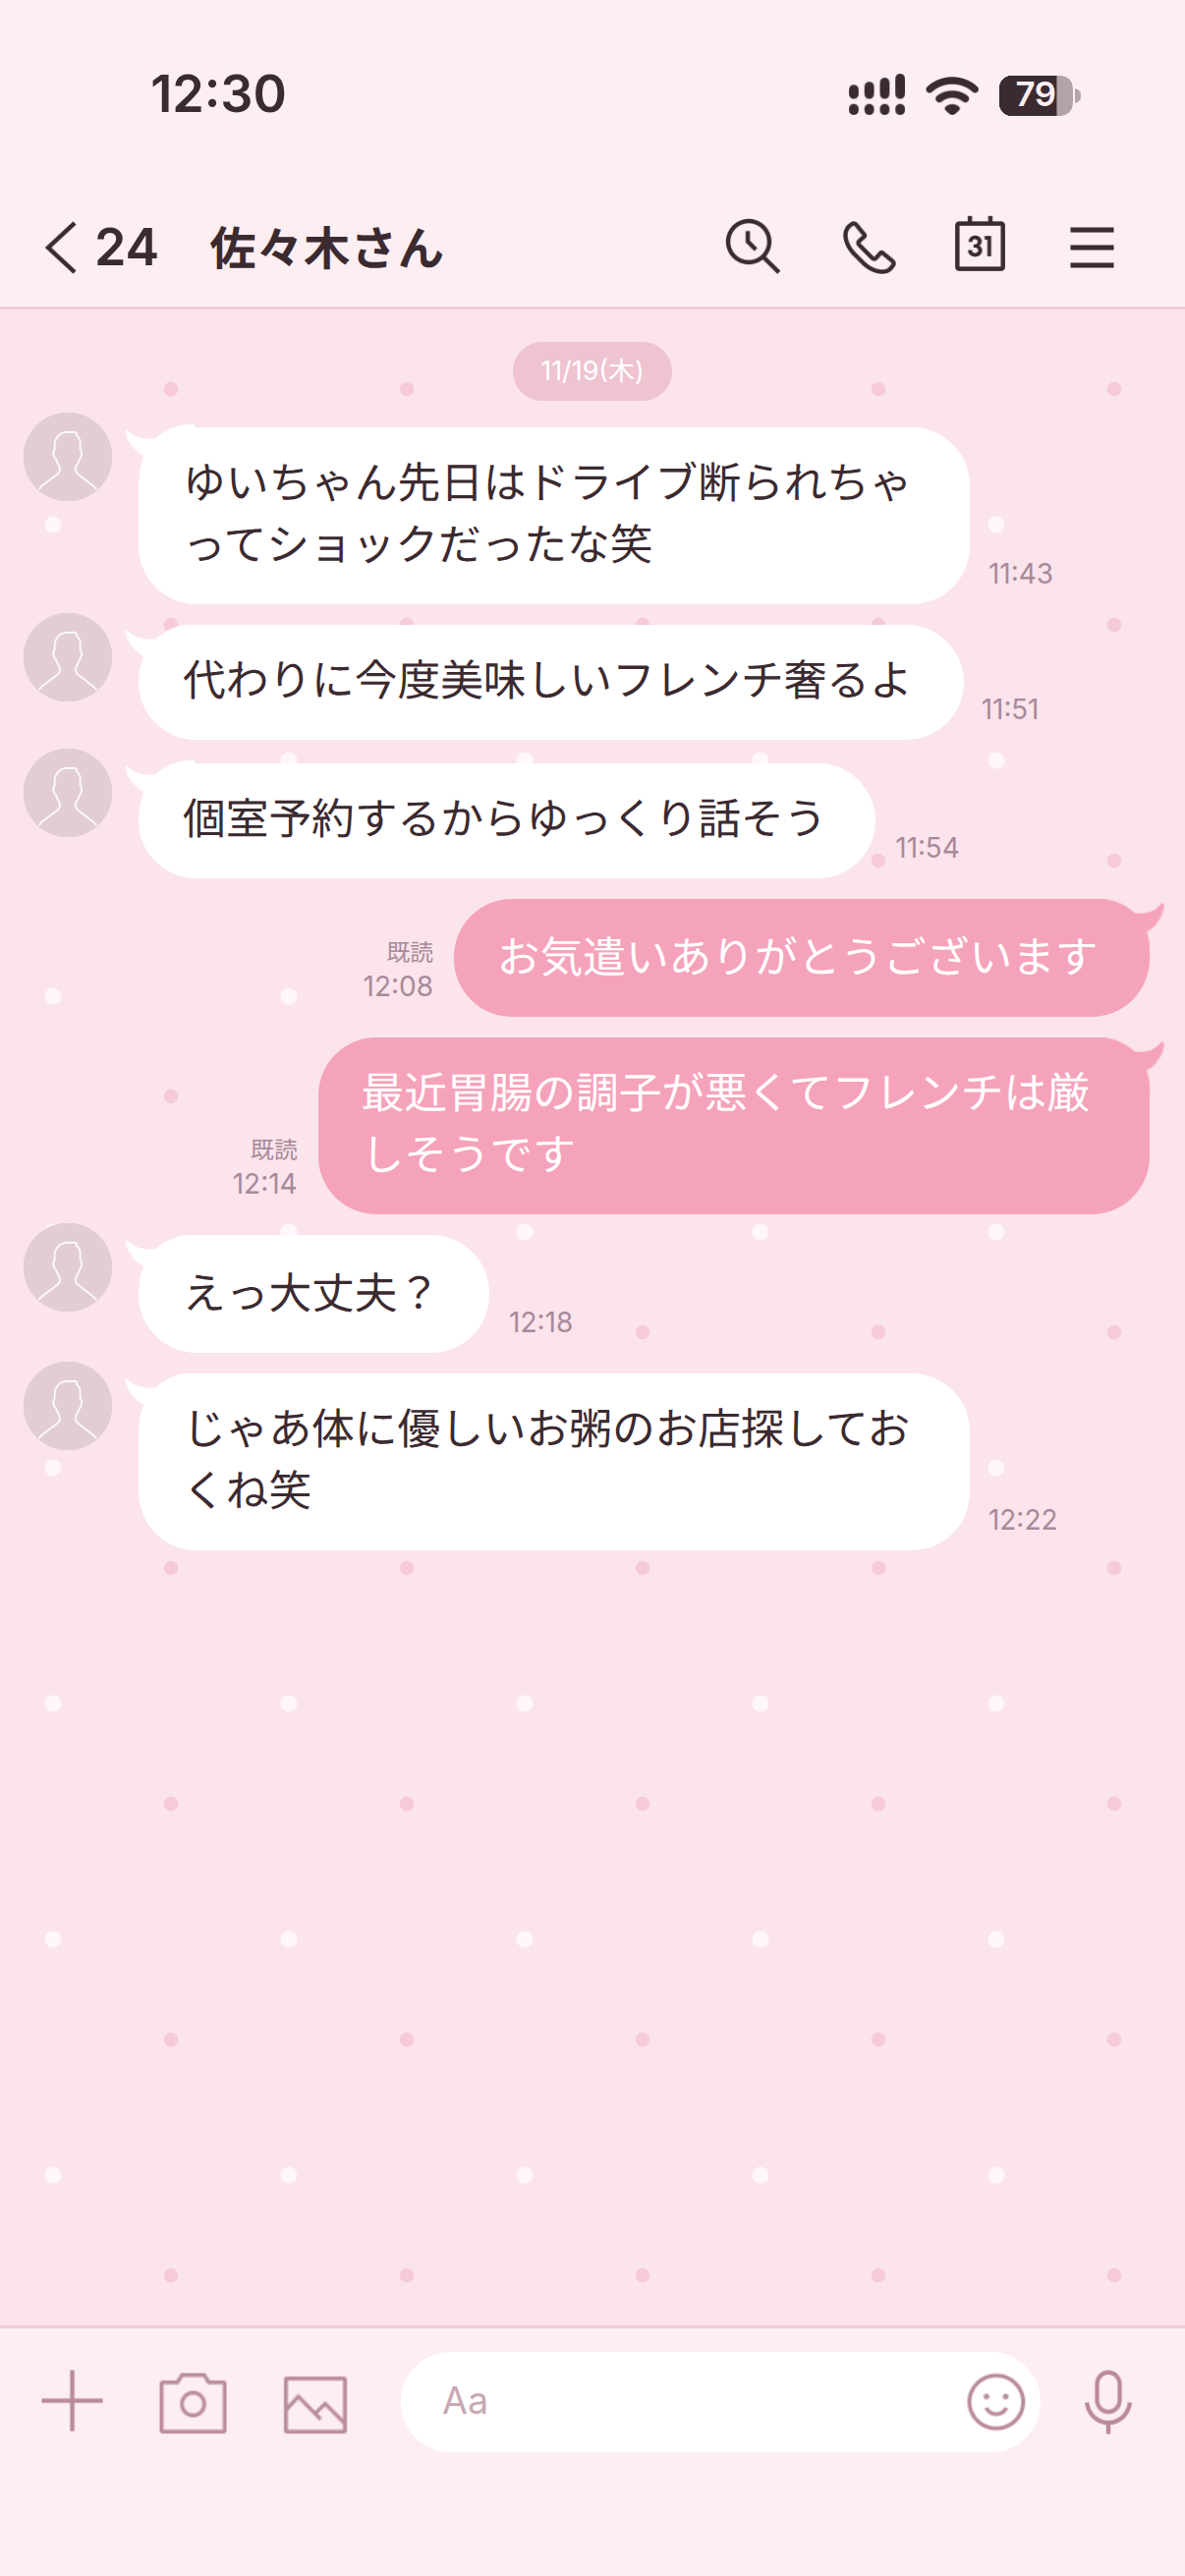 12:30
79
24 佐々木さん
31
11/19(木)
ゆいちゃん先日はドライブ断られちゃ
ってショックだったな笑
11:43
代わりに今度美味しいフレンチ奢るよ
11:51
個室予約するからゆっくり話そう
11:54
お気遣いありがとうございます
既読
12:08
最近胃腸の調子が悪くてフレンチは厳
しそうです
既読
12:14
えっ大丈夫？
12:18
じゃあ体に優しいお粥のお店探してお
くね笑
12:22
Aa